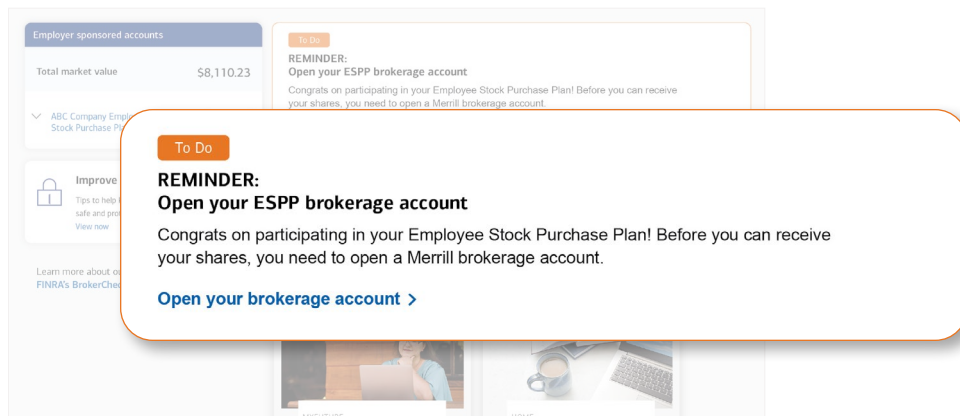 Employer sponsored accounts
Total market value $8,110.23
ABC Company Emplo
Stock Purchase Pl
Improve
Tips to help
safe and pro
View now
Learn more about ou
FINRA's BrokerChe
To Do
REMINDER:
Open your ESPP brokerage account
Congrats on participating in your Employee Stock Purchase Plan! Before you can receive
your shares, you need to open a Merrill brokerage account.
To Do
REMINDER:
Open your ESPP brokerage account
Congrats on participating in your Employee Stock Purchase Plan! Before you can receive
your shares, you need to open a Merrill brokerage account.
Open your brokerage account >